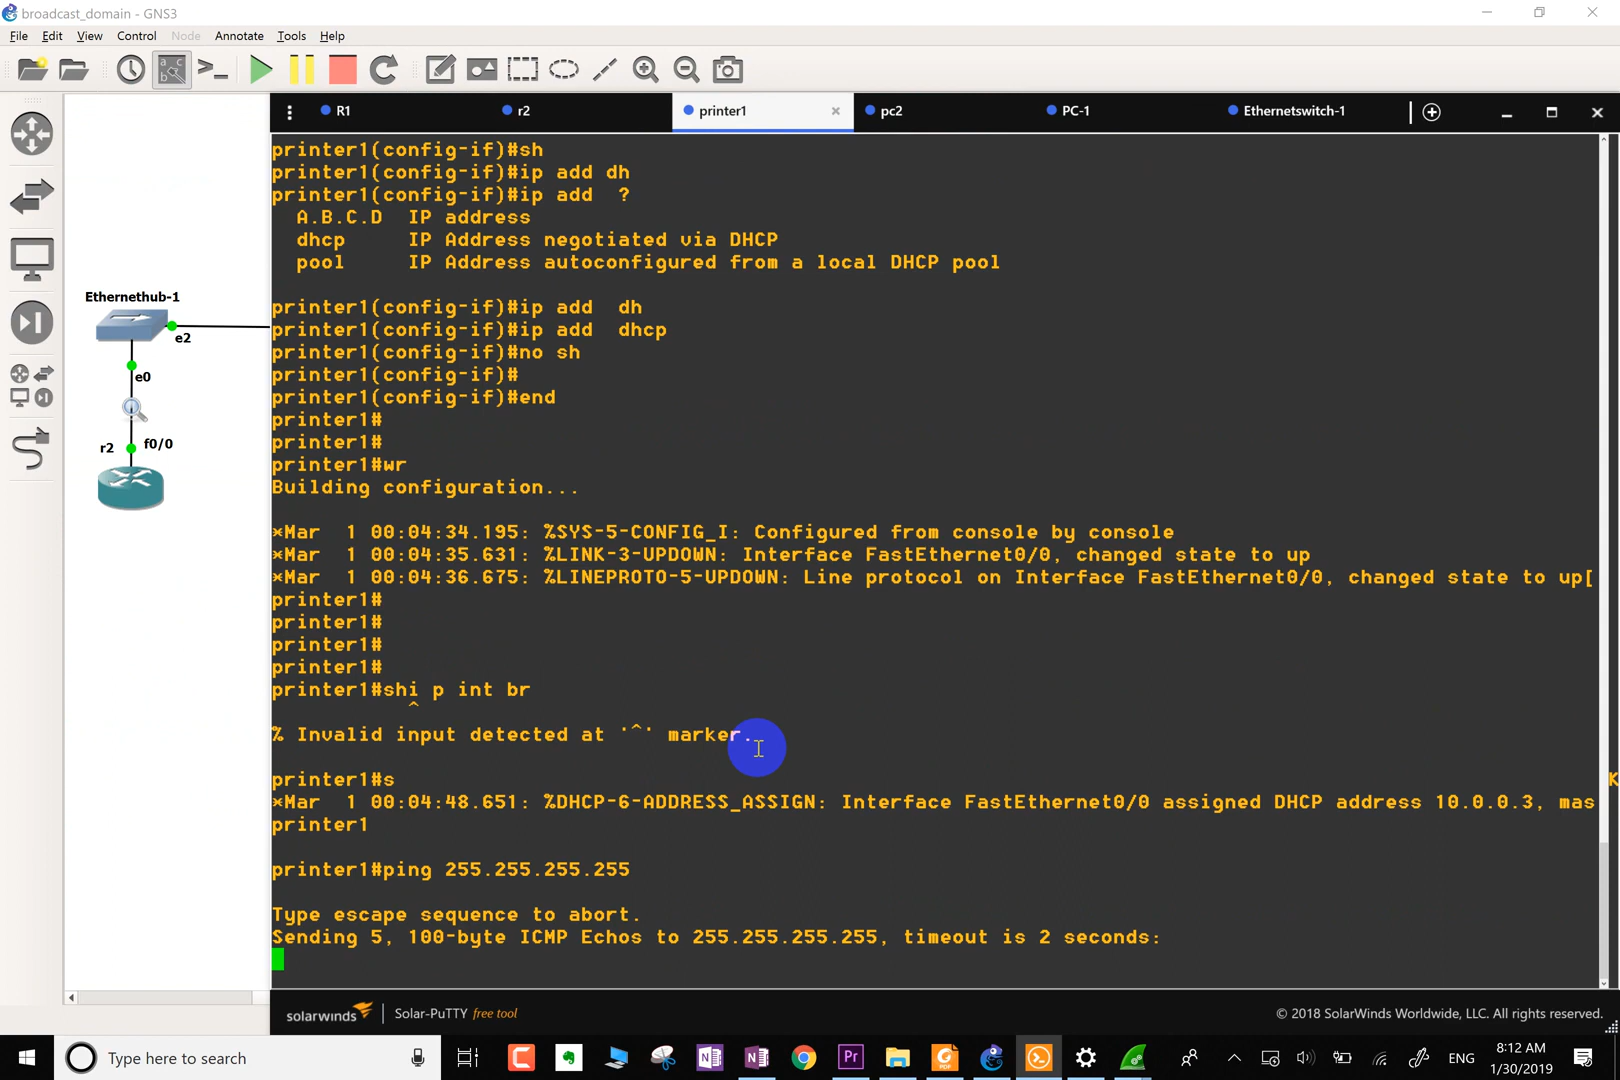 broadcast_domain - GNS3
File Edit View Control Node Annotate Tools Help
R1 r2 printer1 × pc2 PC-1 Ethernetswitch-1
printer1(config-if)#sh
printer1(config-if)#ip add dh
printer1(config-if)#ip add  ?
A.B.C.D  IP address
dhcp     IP Address negotiated via DHCP
pool     IP Address autoconfigured from a local DHCP pool
printer1(config-if)#ip add  dh
printer1(config-if)#ip add  dhcp
printer1(config-if)#no sh
printer1(config-if)#
printer1(config-if)#end
printer1#
printer1#
printer1#wr
Building configuration...
*Mar  1 00:04:34.195: %SYS-5-CONFIG_I: Configured from console by console
*Mar  1 00:04:35.631: %LINK-3-UPDOWN: Interface FastEthernet0/0, changed state to up
*Mar  1 00:04:36.675: %LINEPROTO-5-UPDOWN: Line protocol on Interface FastEthernet0/0, changed state to up[
printer1#
printer1#
printer1#
printer1#
printer1#shi p int br
^
% Invalid input detected at '^' marker.
printer1#s
*Mar  1 00:04:48.651: %DHCP-6-ADDRESS_ASSIGN: Interface FastEthernet0/0 assigned DHCP address 10.0.0.3, mas
printer1
printer1#ping 255.255.255.255
Type escape sequence to abort.
Sending 5, 100-byte ICMP Echos to 255.255.255.255, timeout is 2 seconds:
K
Ethernethub-1
e2
e0
r2 f0/0
solarwinds Solar-PuTTY free tool © 2018 SolarWinds Worldwide, LLC. All rights reserved.
Type here to search
ENG
8:12 AM
1/30/2019